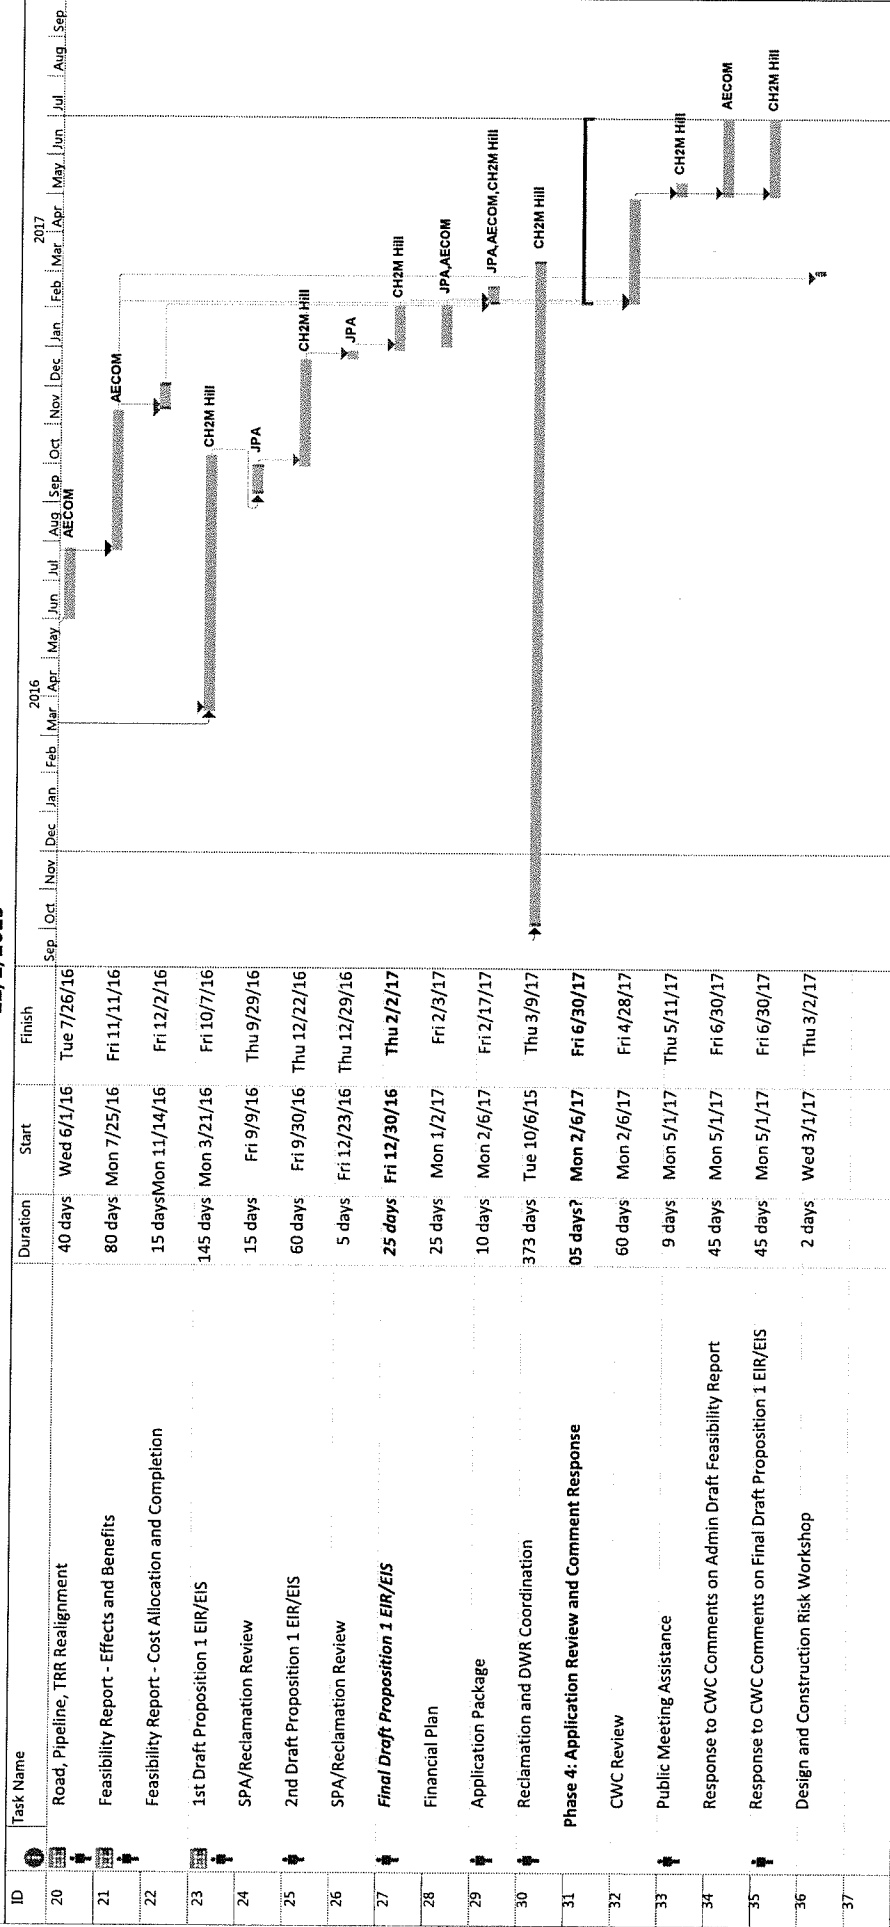 ID Task Name Duration Start Finish
2016 2017
Sep Oct Nov Dec Jan Feb Mar Apr May Jun Jul Aug Sep Oct Nov Dec Jan Feb Mar Apr May Jun Jul Aug Sep
20 Road, Pipeline, TRR Realignment 40 days Wed 6/1/16 Tue 7/26/16 AECOM
21 Feasibility Report - Effects and Benefits 80 days Mon 7/25/16 Fri 11/11/16 AECOM
22 Feasibility Report - Cost Allocation and Completion 15 days Mon 11/14/16 Fri 12/2/16
23 1st Draft Proposition 1 EIR/EIS 145 days Mon 3/21/16 Fri 10/7/16 CH2M Hill
24 SPA/Reclamation Review 15 days Fri 9/9/16 Thu 9/29/16 JPA
25 2nd Draft Proposition 1 EIR/EIS 60 days Fri 9/30/16 Thu 12/22/16 CH2M Hill
26 SPA/Reclamation Review 5 days Fri 12/23/16 Thu 12/29/16 JPA
27 Final Draft Proposition 1 EIR/EIS 25 days Fri 12/30/16 Thu 2/2/17 CH2M Hill
28 Financial Plan 25 days Mon 1/2/17 Fri 2/3/17 JPA,AECOM
29 Application Package 10 days Mon 2/6/17 Fri 2/17/17 JPA,AECOM,CH2M Hill
30 Reclamation and DWR Coordination 373 days Tue 10/6/15 Thu 3/9/17 CH2M Hill
31 Phase 4: Application Review and Comment Response 05 days? Mon 2/6/17 Fri 6/30/17
32 CWC Review 60 days Mon 2/6/17 Fri 4/28/17
33 Public Meeting Assistance 9 days Mon 5/1/17 Thu 5/11/17 CH2M Hill
34 Response to CWC Comments on Admin Draft Feasibility Report 45 days Mon 5/1/17 Fri 6/30/17 AECOM
35 Response to CWC Comments on Final Draft Proposition 1 EIR/EIS 45 days Mon 5/1/17 Fri 6/30/17 CH2M Hill
36 Design and Construction Risk Workshop 2 days Wed 3/1/17 Thu 3/2/17
37